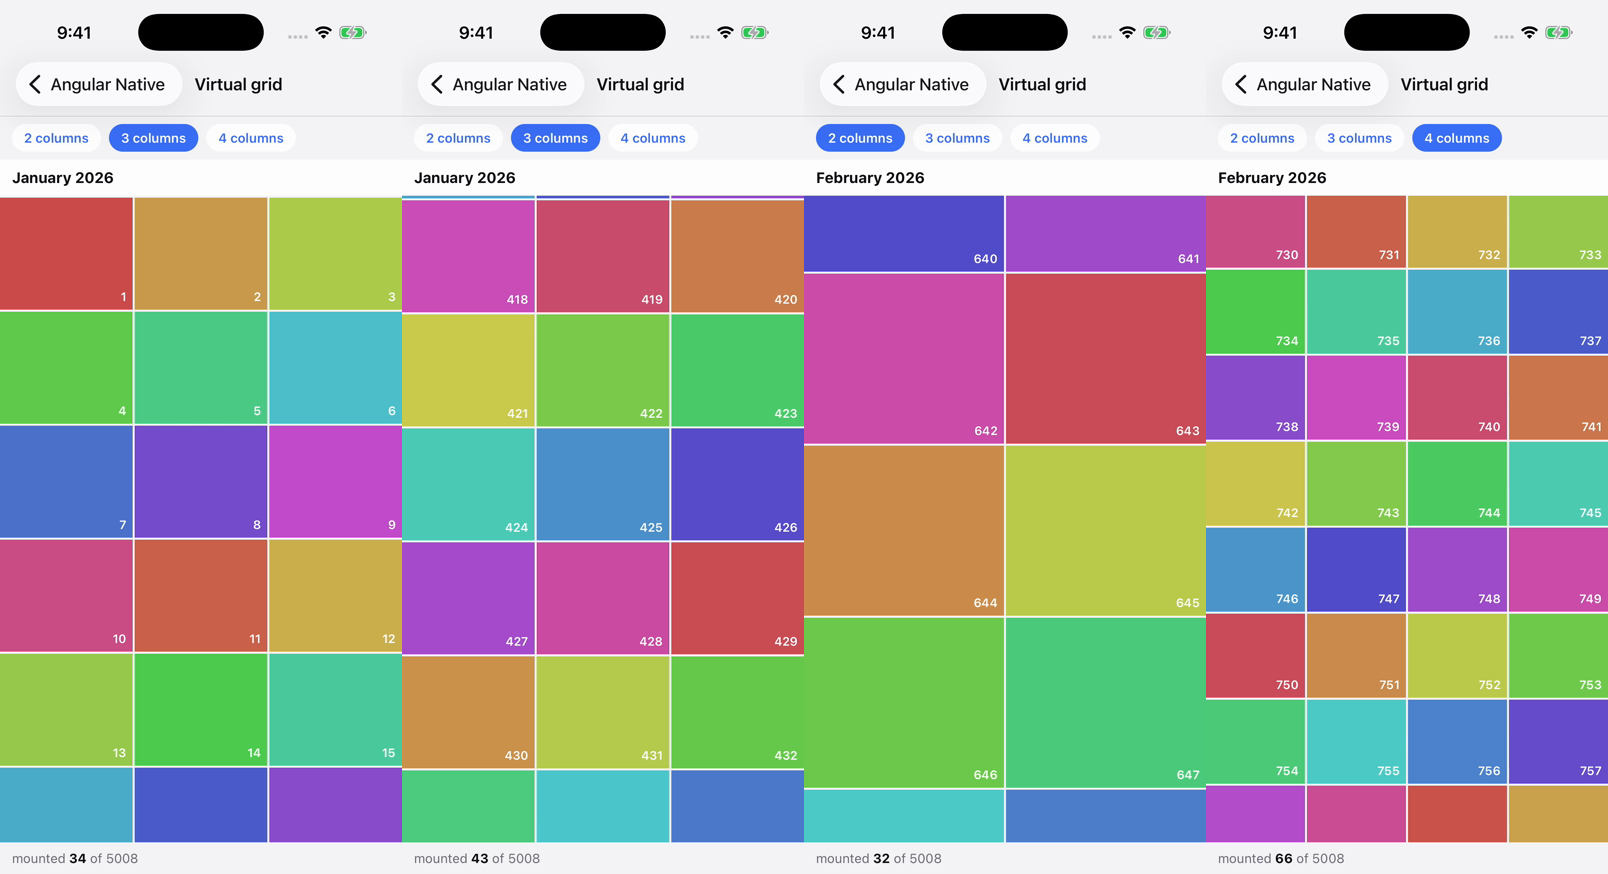 9:41
Angular Native Virtual grid
2 columns 3 columns 4 columns
January 2026
1 2 3
4 5 6
7 8 9
10 11 12
13 14 15
mounted 34 of 5008
9:41
Angular Native Virtual grid
2 columns 3 columns 4 columns
January 2026
418 419 420
421 422 423
424 425 426
427 428 429
430 431 432
mounted 43 of 5008
9:41
Angular Native Virtual grid
2 columns 3 columns 4 columns
February 2026
640 641
642 643
644 645
646 647
mounted 32 of 5008
9:41
Angular Native Virtual grid
2 columns 3 columns 4 columns
February 2026
730 731 732 733
734 735 736 737
738 739 740 741
742 743 744 745
746 747 748 749
750 751 752 753
754 755 756 757
mounted 66 of 5008